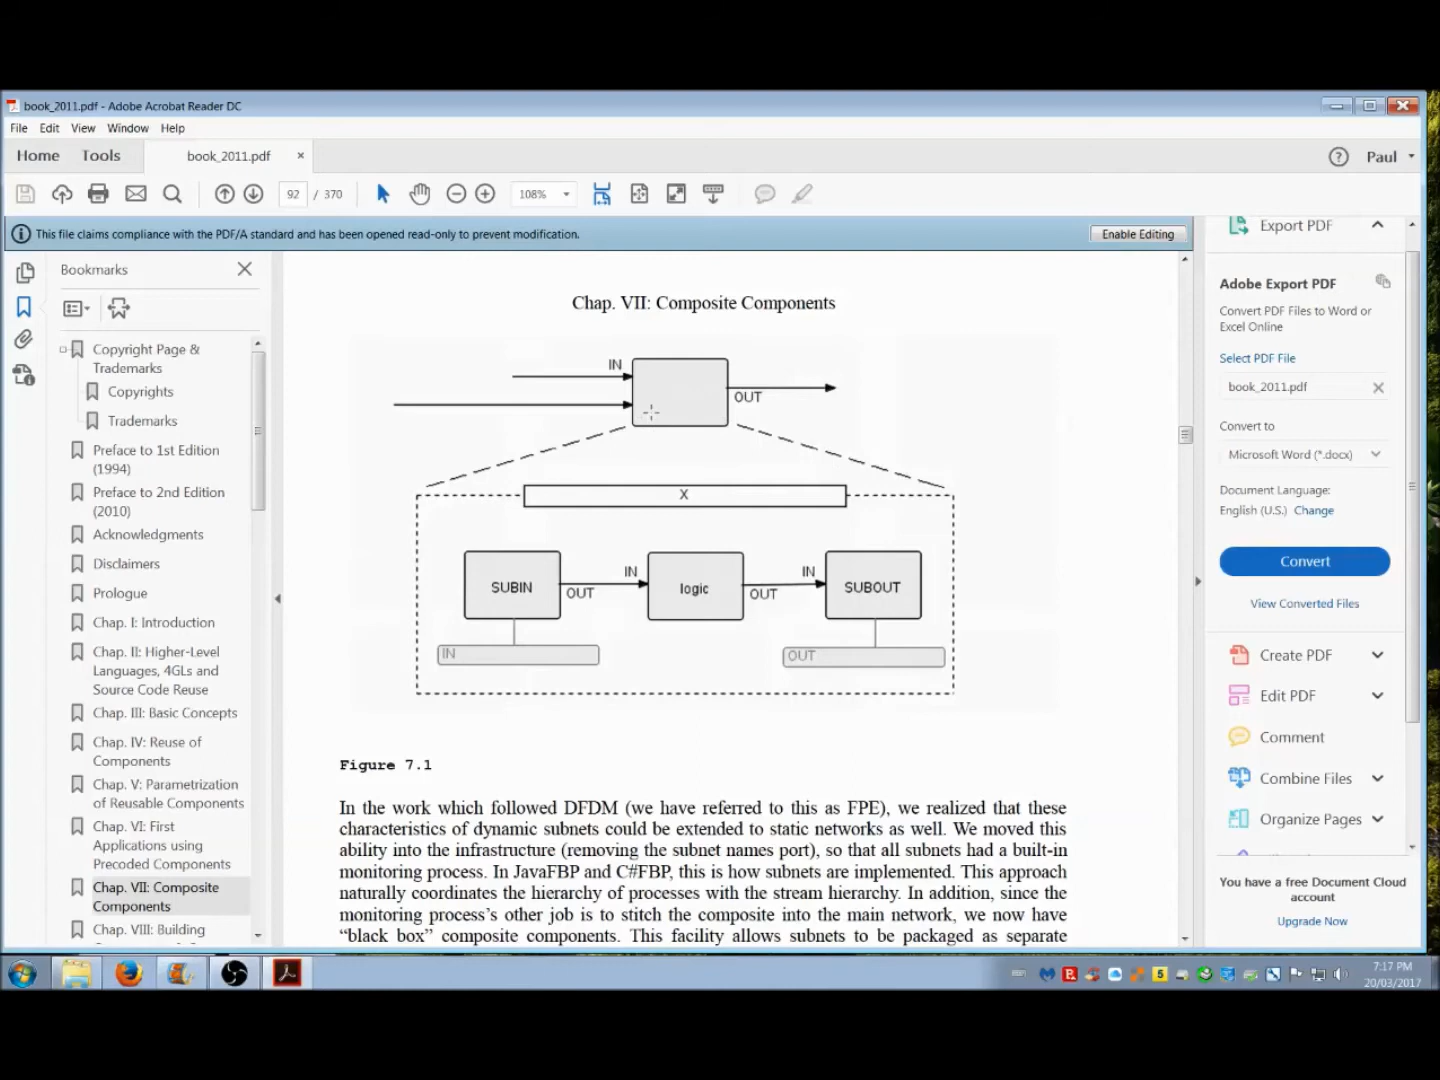 book_2011.pdf - Adobe Acrobat Reader DC
File Edit View Window Help
Home Tools book_2011.pdf × Paul
92 / 370 108%
This file claims compliance with the PDF/A standard and has been opened read-only to prevent modification. Enable Editing
Bookmarks
Copyright Page &
Trademarks
Copyrights
Trademarks
Preface to 1st Edition
(1994)
Preface to 2nd Edition
(2010)
Acknowledgments
Disclaimers
Prologue
Chap. I: Introduction
Chap. II: Higher-Level
Languages, 4GLs and
Source Code Reuse
Chap. III: Basic Concepts
Chap. IV: Reuse of
Components
Chap. V: Parametrization
of Reusable Components
Chap. VI: First
Applications using
Precoded Components
Chap. VII: Composite
Components
Chap. VIII: Building
Chap. VII: Composite Components
IN
OUT
X
SUBIN OUT IN logic OUT IN SUBOUT
IN OUT
Figure 7.1
In the work which followed DFDM (we have referred to this as FPE), we realized that these
characteristics of dynamic subnets could be extended to static networks as well. We moved this
ability into the infrastructure (removing the subnet names port), so that all subnets had a built-in
monitoring process. In JavaFBP and C#FBP, this is how subnets are implemented. This approach
naturally coordinates the hierarchy of processes with the stream hierarchy. In addition, since the
monitoring process's other job is to stitch the composite into the main network, we now have
“black box” composite components. This facility allows subnets to be packaged as separate
Export PDF
Adobe Export PDF
Convert PDF Files to Word or
Excel Online
Select PDF File
book_2011.pdf
Convert to
Microsoft Word (*.docx)
Document Language:
English (U.S.) Change
Convert
View Converted Files
Create PDF
Edit PDF
Comment
Combine Files
Organize Pages
You have a free Document Cloud
account
Upgrade Now
5
7:17 PM
20/03/2017